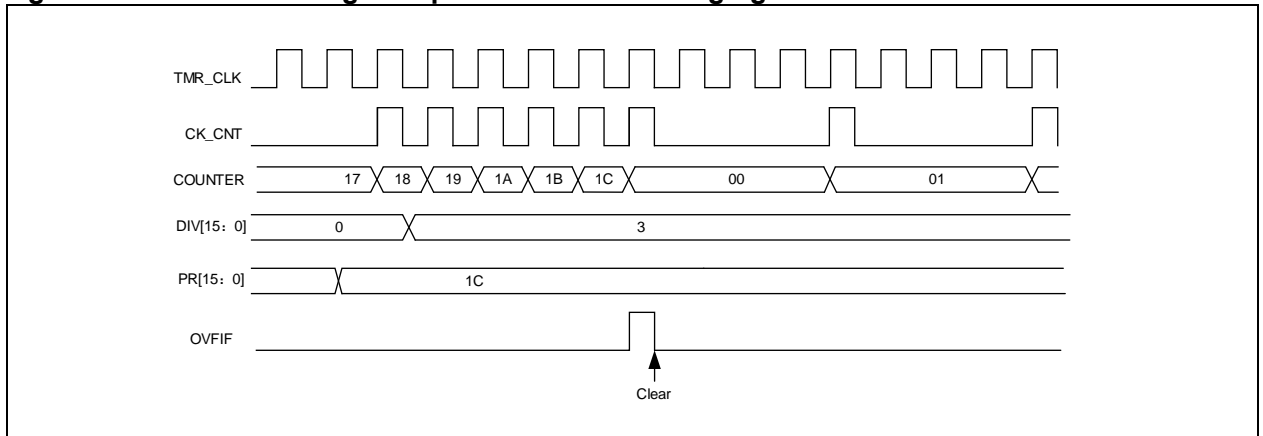 TMR_CLK
CK_CNT
COUNTER 17 18 19 1A 1B 1C 00 01
DIV[15：0] 0 3
PR[15：0] 1C
OVFIF
Clear